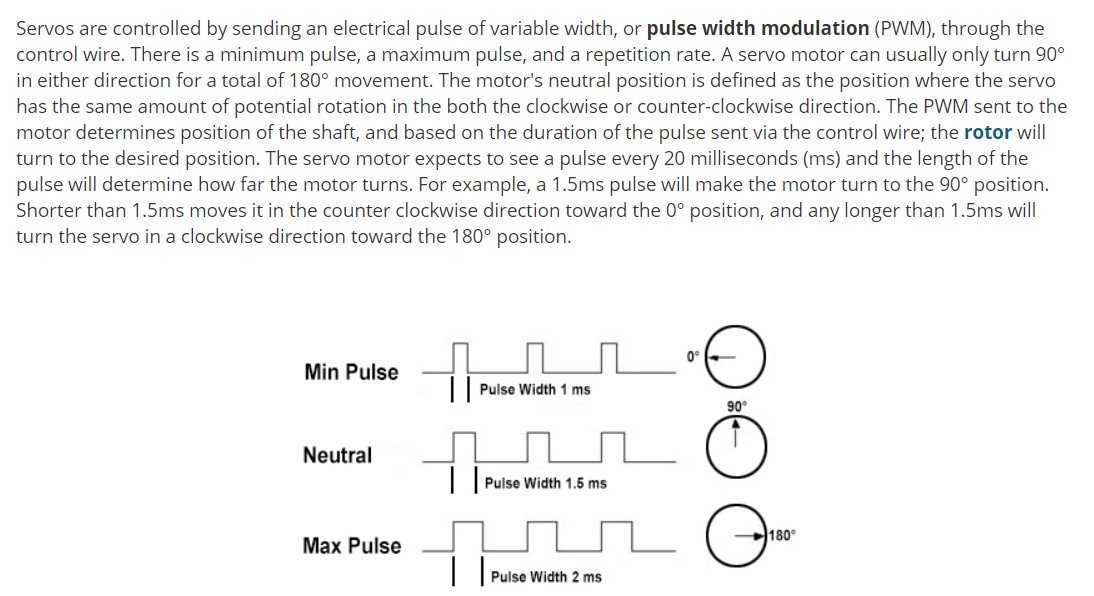 Servos are controlled by sending an electrical pulse of variable width, or pulse width modulation (PWM), through the
control wire. There is a minimum pulse, a maximum pulse, and a repetition rate. A servo motor can usually only turn 90°
in either direction for a total of 180° movement. The motor's neutral position is defined as the position where the servo
has the same amount of potential rotation in the both the clockwise or counter-clockwise direction. The PWM sent to the
motor determines position of the shaft, and based on the duration of the pulse sent via the control wire; the rotor will
turn to the desired position. The servo motor expects to see a pulse every 20 milliseconds (ms) and the length of the
pulse will determine how far the motor turns. For example, a 1.5ms pulse will make the motor turn to the 90° position.
Shorter than 1.5ms moves it in the counter clockwise direction toward the 0° position, and any longer than 1.5ms will
turn the servo in a clockwise direction toward the 180° position.
Min Pulse
Pulse Width 1 ms
0°
Neutral
Pulse Width 1.5 ms
90°
Max Pulse
Pulse Width 2 ms
180°